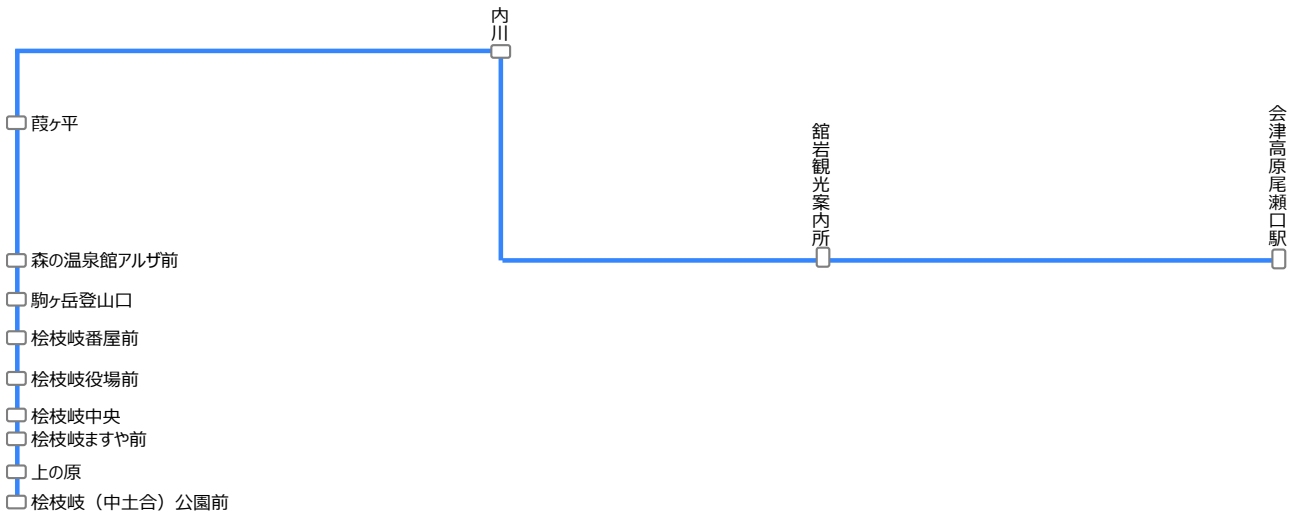 内川
葭ヶ平
舘岩観光案内所
会津高原尾瀬口駅
森の温泉館アルザ前
駒ヶ岳登山口
桧枝岐番屋前
桧枝岐役場前
桧枝岐中央
桧枝岐ますや前
上の原
桧枝岐（中土合）公園前